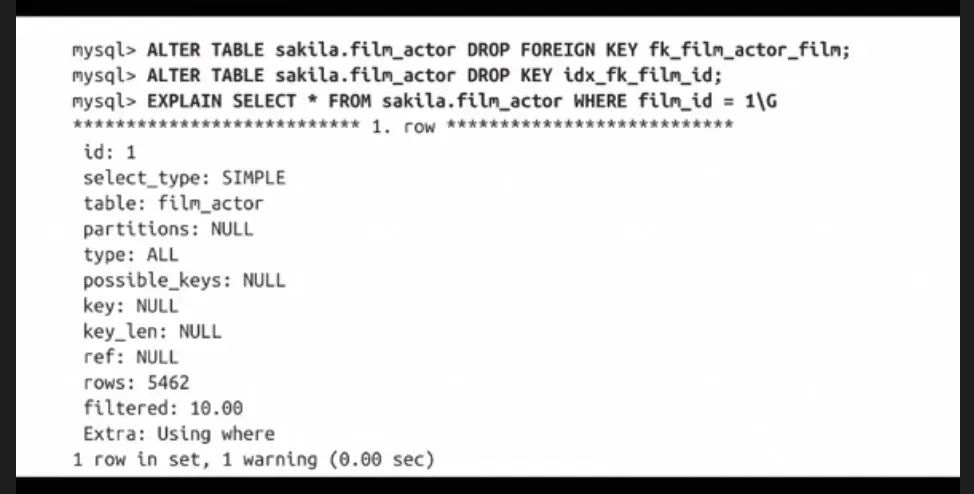 mysql> ALTER TABLE sakila.film_actor DROP FOREIGN KEY fk_film_actor_film;
mysql> ALTER TABLE sakila.film_actor DROP KEY idx_fk_film_id;
mysql> EXPLAIN SELECT * FROM sakila.film_actor WHERE film_id = 1\G
*************************** 1. row ***************************
id: 1
select_type: SIMPLE
table: film_actor
partitions: NULL
type: ALL
possible_keys: NULL
key: NULL
key_len: NULL
ref: NULL
rows: 5462
filtered: 10.00
Extra: Using where
1 row in set, 1 warning (0.00 sec)